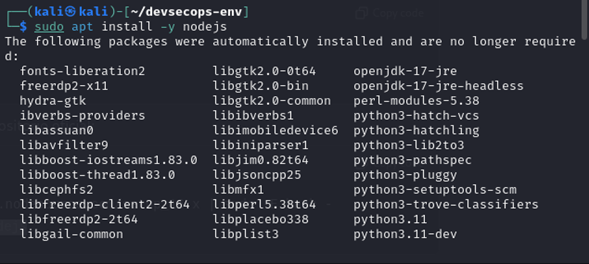 ┌──(kali㉿kali)-[~/devsecops-env]
└─$ sudo apt install -y nodejs
The following packages were automatically installed and are no longer require
d:
fonts-liberation2 libgtk2.0-0t64 openjdk-17-jre
freerdp2-x11 libgtk2.0-bin openjdk-17-jre-headless
hydra-gtk libgtk2.0-common perl-modules-5.38
ibverbs-providers libibverbs1 python3-hatch-vcs
libassuan0 libimobiledevice6 python3-hatchling
libavfilter9 libiniparser1 python3-lib2to3
libboost-iostreams1.83.0 libjim0.82t64 python3-pathspec
libboost-thread1.83.0 libjsoncpp25 python3-pluggy
libcephfs2 libmfx1 python3-setuptools-scm
libfreerdp-client2-2t64 libperl5.38t64 python3-trove-classifiers
libfreerdp2-2t64 libplacebo338 python3.11
libgail-common libplist3 python3.11-dev